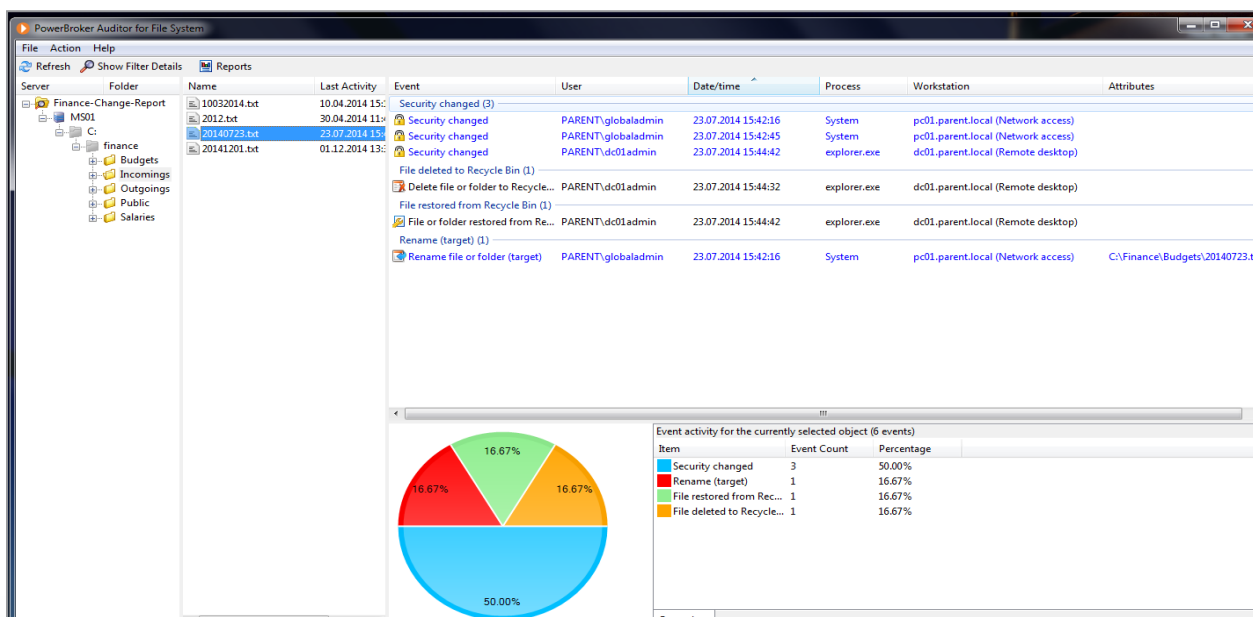 PowerBroker Auditor for File System
File Action Help
Refresh Show Filter Details Reports
Server Folder Name Last Activity Event User Date/time Process Workstation Attributes
Finance-Change-Report
MS01
C:
finance
Budgets
Incomings
Outgoings
Public
Salaries
10032014.txt 10.04.2014 15:
2012.txt 30.04.2014 11:
20140723.txt 23.07.2014 15:
20141201.txt 01.12.2014 13:
Security changed (3)
Security changed PARENT\globaladmin 23.07.2014 15:42:16 System pc01.parent.local (Network access)
Security changed PARENT\globaladmin 23.07.2014 15:42:45 System pc01.parent.local (Network access)
Security changed PARENT\dc01admin 23.07.2014 15:44:42 explorer.exe dc01.parent.local (Remote desktop)
File deleted to Recycle Bin (1)
Delete file or folder to Recycle... PARENT\dc01admin 23.07.2014 15:44:32 explorer.exe dc01.parent.local (Remote desktop)
File restored from Recycle Bin (1)
File or folder restored from Re... PARENT\dc01admin 23.07.2014 15:44:42 explorer.exe dc01.parent.local (Remote desktop)
Rename (target) (1)
Rename file or folder (target) PARENT\globaladmin 23.07.2014 15:42:16 System pc01.parent.local (Network access) C:\Finance\Budgets\20140723.t
16.67%
16.67%
16.67%
50.00%
Event activity for the currently selected object (6 events)
Item Event Count Percentage
Security changed 3 50.00%
Rename (target) 1 16.67%
File restored from Rec... 1 16.67%
File deleted to Recycle... 1 16.67%